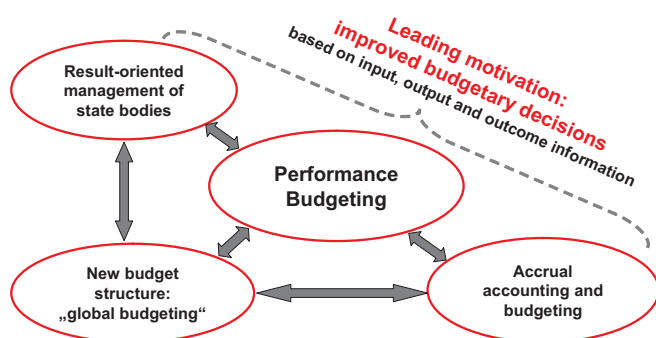 Leading motivation:
improved budgetary decisions
based on input, output and outcome information
Result-oriented
management of
state bodies
Performance
Budgeting
New budget
structure:
„global budgeting“
Accrual
accounting and
budgeting